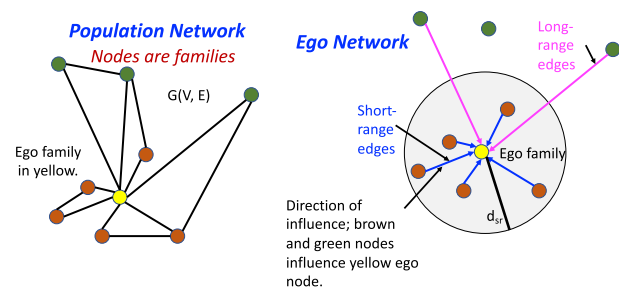 Population Network
Nodes are families
G(V, E)
Ego family
in yellow.
Ego Network
Long-
range
edges
Short-
range
edges
Ego family
d_sr
Direction of
influence; brown
and green nodes
influence yellow ego
node.